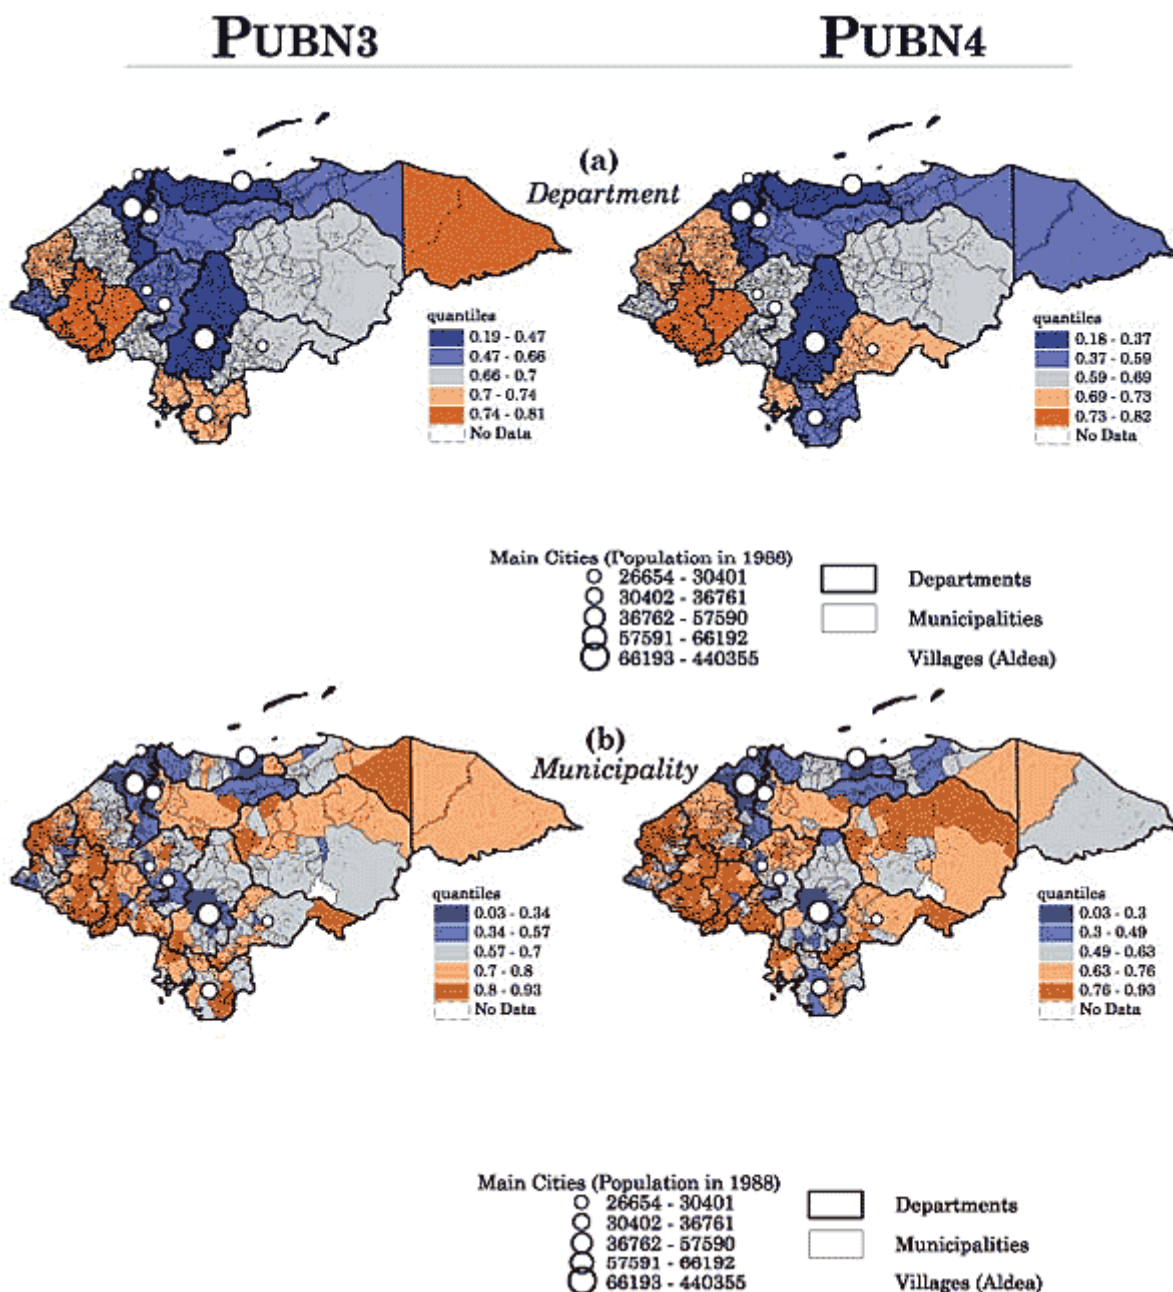 PUBN3 PUBN4
(a)
Department
quantiles
0.19 - 0.47
0.47 - 0.66
0.66 - 0.7
0.7 - 0.74
0.74 - 0.81
No Data
quantiles
0.18 - 0.37
0.37 - 0.59
0.59 - 0.69
0.69 - 0.73
0.73 - 0.82
No Data
Main Cities (Population in 1988)
26654 - 30401
30402 - 36761
36762 - 57590
57591 - 66192
66193 - 440355
Departments
Municipalities
Villages (Aldea)
(b)
Municipality
quantiles
0.03 - 0.34
0.34 - 0.57
0.57 - 0.7
0.7 - 0.8
0.8 - 0.93
No Data
quantiles
0.03 - 0.3
0.3 - 0.49
0.49 - 0.63
0.63 - 0.76
0.76 - 0.93
No Data
Main Cities (Population in 1988)
26654 - 30401
30402 - 36761
36762 - 57590
57591 - 66192
66193 - 440355
Departments
Municipalities
Villages (Aldea)